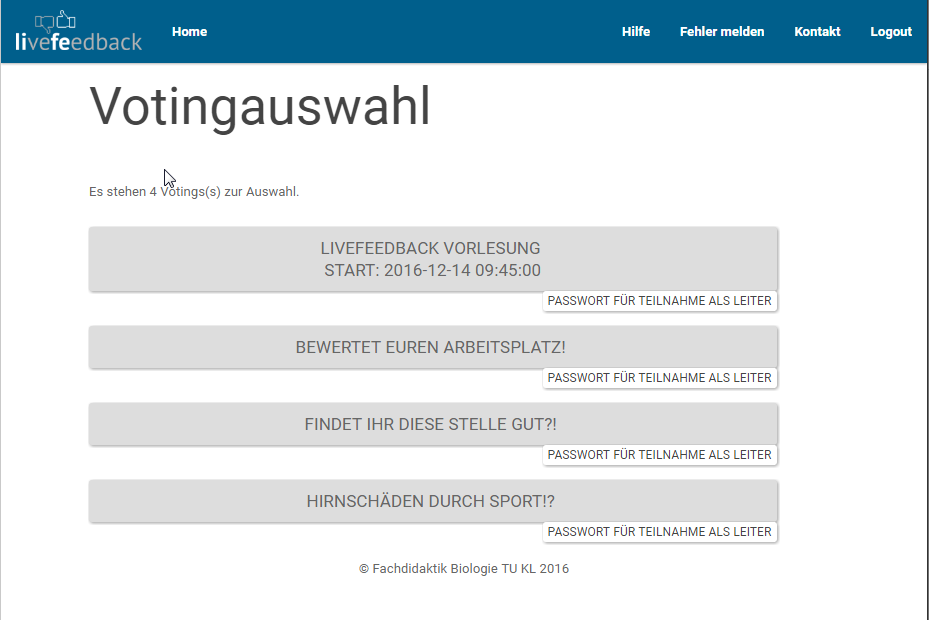 livefeedback
Home
Hilfe
Fehler melden
Kontakt
Logout
Votingauswahl
Es stehen 4 Votings(s) zur Auswahl.
LIVEFEEDBACK VORLESUNG
START: 2016-12-14 09:45:00
PASSWORT FÜR TEILNAHME ALS LEITER
BEWERTET EUREN ARBEITSPLATZ!
PASSWORT FÜR TEILNAHME ALS LEITER
FINDET IHR DIESE STELLE GUT?!
PASSWORT FÜR TEILNAHME ALS LEITER
HIRNSCHÄDEN DURCH SPORT!?
PASSWORT FÜR TEILNAHME ALS LEITER
© Fachdidaktik Biologie TU KL 2016